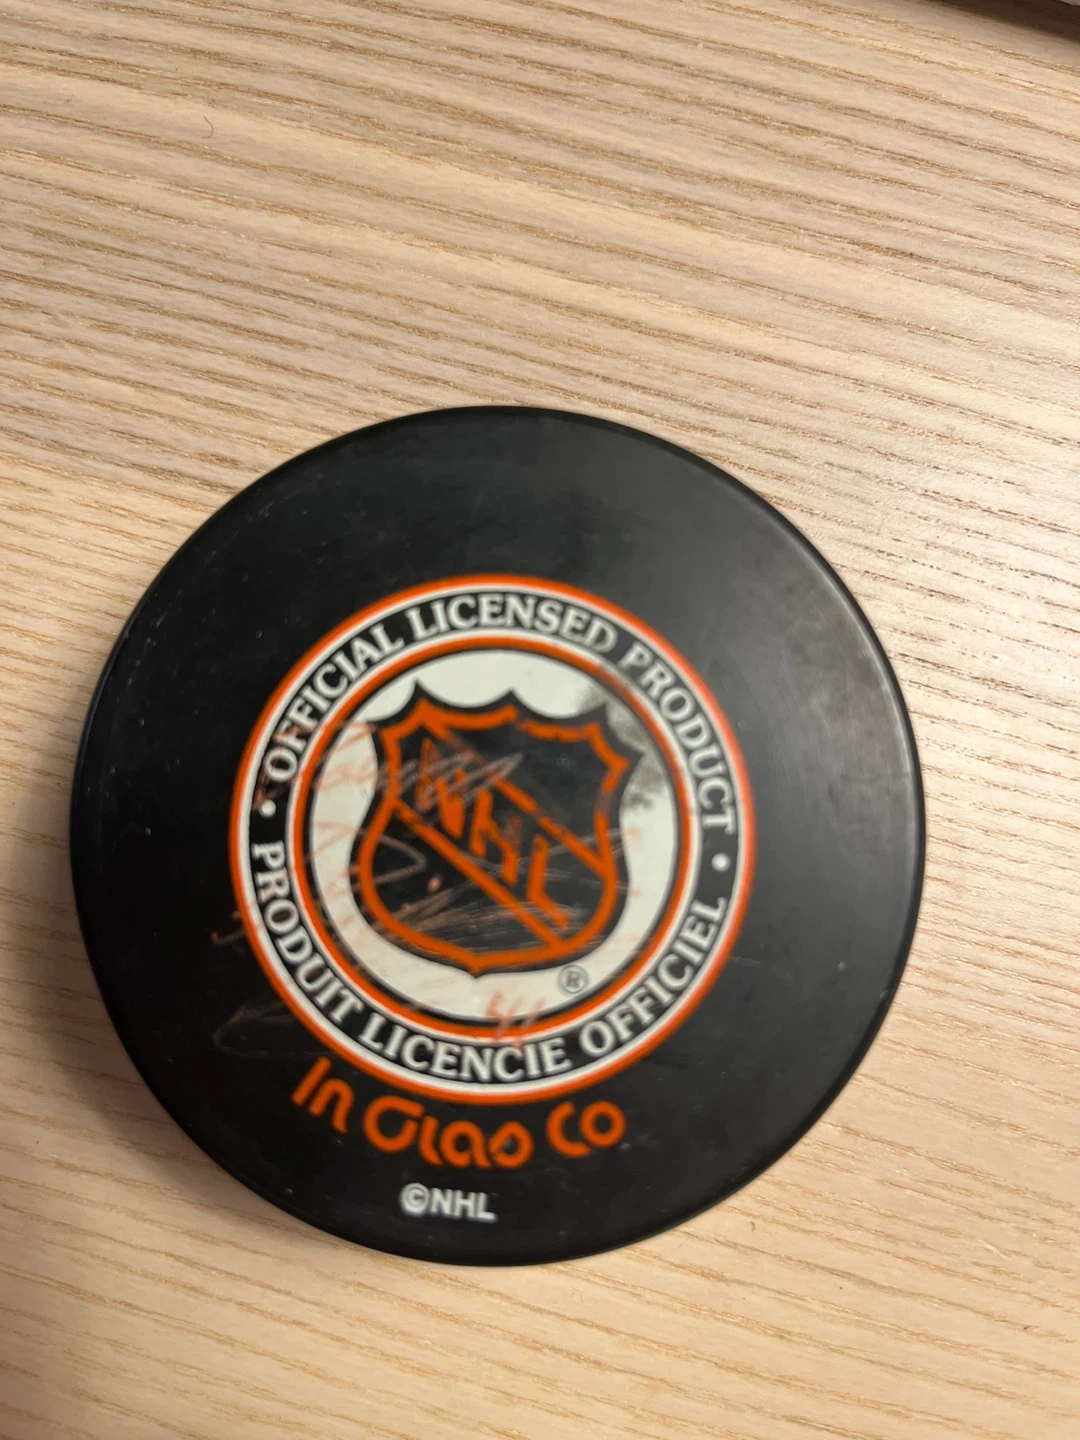 OFFICIAL LICENSED PRODUCT
NHL
®
PRODUIT LICENCIE OFFICIEL
In Glas Co
©NHL